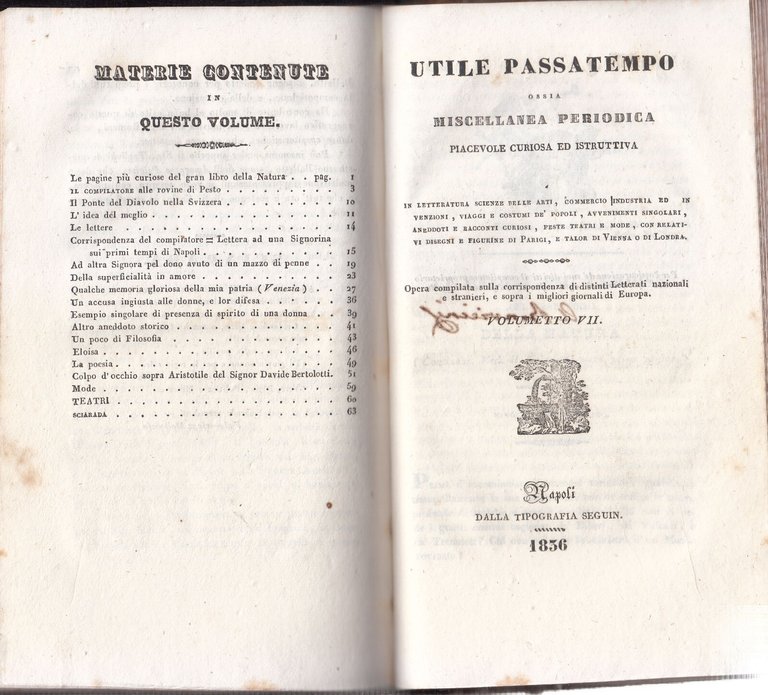 MATERIE CONTENUTE
IN
QUESTO VOLUME.
Le pagine più curiose del gran libro della Natura . . pag. 1
IL COMPILATORE alle rovine di Pesto . . . . . . . . . 3
Il Ponte del Diavolo nella Svizzera . . . . . . . . . 10
L' idea del meglio . . . . . . . . . . . . . . . 11
Le lettere . . . . . . . . . . . . . . . . . 14
Corrispondenza del compilatore = Lettera ad una Signorina
sui primi tempi di Napoli . . . . . . . . . . . 15
Ad altra Signora pel dono avuto di un mazzo di penne . . 19
Della superficialità in amore . . . . . . . . . . . 23
Qualche memoria gloriosa della mia patria ( Venezia ) . . 27
Un accusa ingiusta alle donne, e lor difesa . . . . . . 36
Esempio singolare di presenza di spirito di una donna . . 39
Altro aneddoto storico . . . . . . . . . . . . . 41
Un poco di Filosofia . . . . . . . . . . . . . . 43
Eloisa . . . . . . . . . . . . . . . . . . 46
La poesia . . . . . . . . . . . . . . . . . 49
Colpo d'occhio sopra Aristotile del Signor Davide Bertolotti. 51
Mode . . . . . . . . . . . . . . . . . . . 59
TEATRI . . . . . . . . . . . . . . . . . . 60
SCIARADA . . . . . . . . . . . . . . . . . 63
UTILE PASSATEMPO
OSSIA
MISCELLANEA PERIODICA
PIACEVOLE CURIOSA ED ISTRUTTIVA
IN LETTERATURA SCIENZE BELLE ARTI, COMMERCIO INDUSTRIA ED IN
VENZIONI, VIAGGI E COSTUMI DE' POPOLI, AVVENIMENTI SINGOLARI,
ANEDDOTI E RACCONTI CURIOSI, FESTE TEATRI E MODE, CON RELATI-
VI DISEGNI E FIGURINE DI PARIGI, E TALOR DI VIENNA O DI LONDRA.
Opera compilata sulla corrispondenza di distinti Letterati nazionali
e stranieri, e sopra i migliori giornali di Europa.
VOLUMETTO VII.
Napoli
DALLA TIPOGRAFIA SEGUIN.
1836